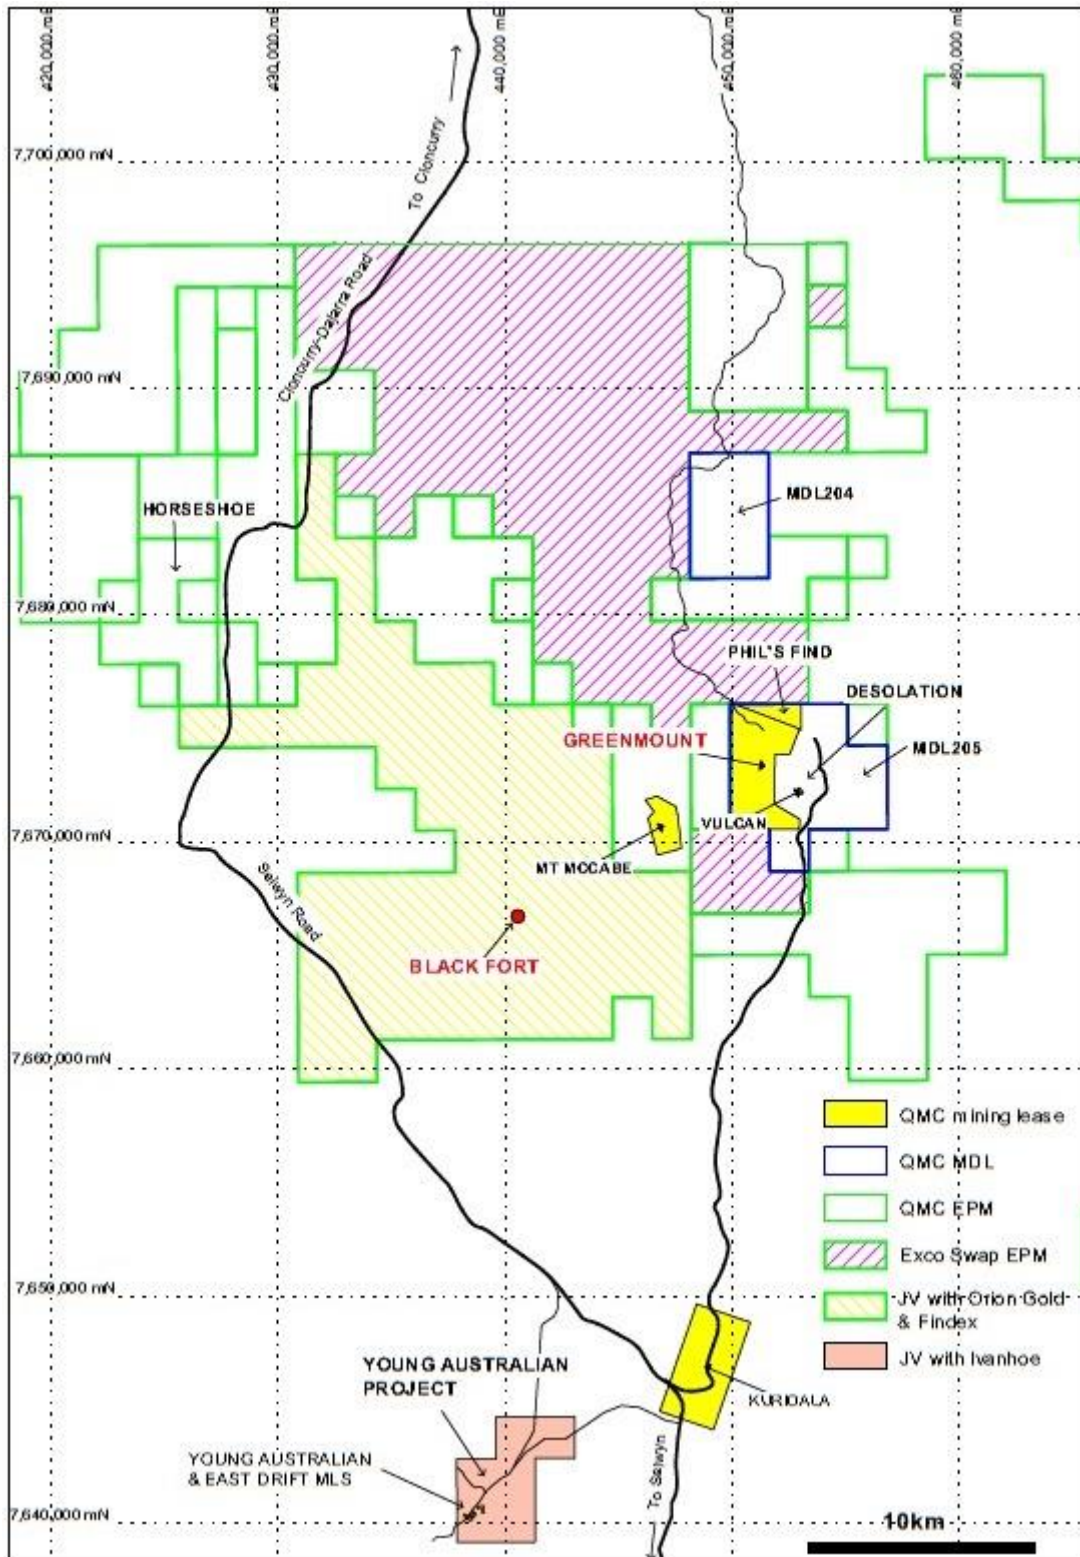 420,000 mE
430,000 mE
440,000 mE
450,000 mE
460,000 mE
7,700,000 mN
To Cloncurry
Cloncurry-Dajarra Road
7,690,000 mN
MDL204
HORSESHOE
7,689,000 mN
PHIL'S FIND
DESOLATION
GREENMOUNT
MDL205
VULCAN
7,670,000 mN
MT MCCABE
Selwyn Road
BLACK FORT
7,660,000 mN
QMC mining lease
QMC MDL
QMC EPM
Exco Swap EPM
7,650,000 mN
JV with Orion Gold
& Findex
JV with Ivanhoe
YOUNG AUSTRALIAN
PROJECT
KURIDALA
YOUNG AUSTRALIAN
& EAST DRIFT MLS
To Selwyn
7,640,000 mN
10km